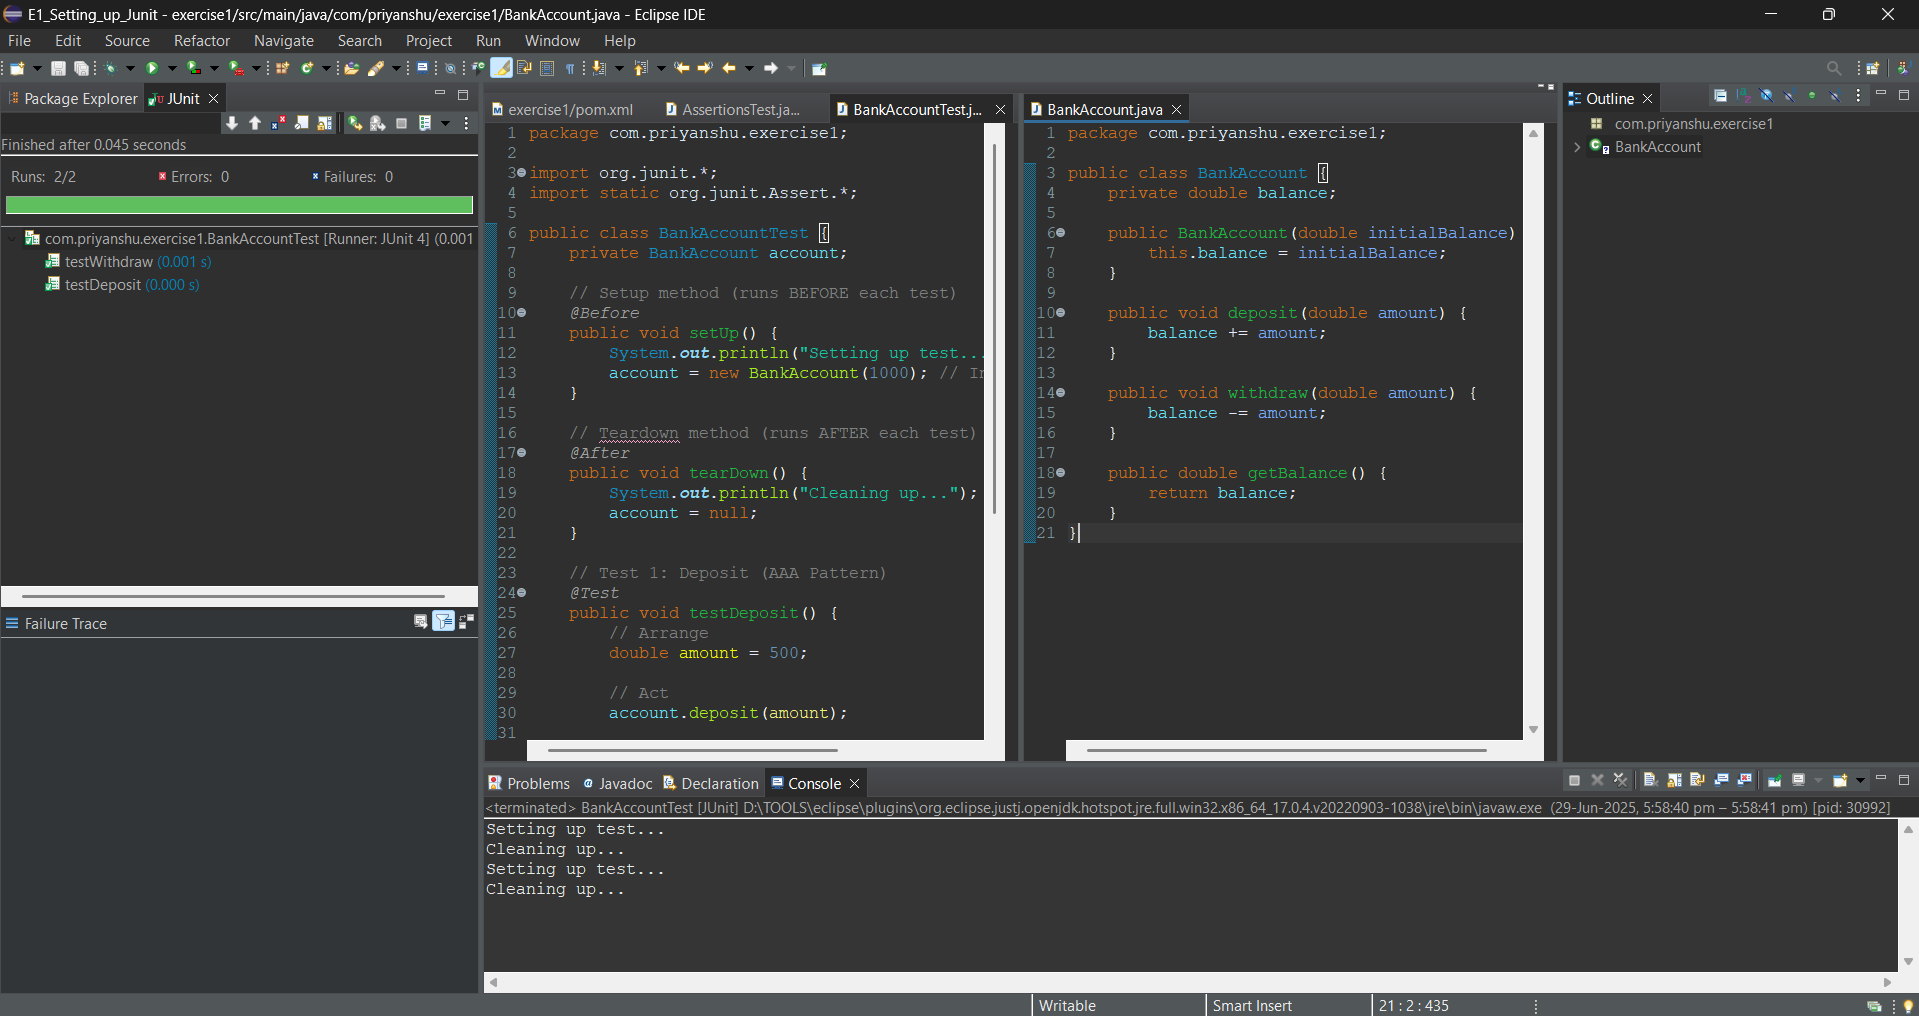 E1_Setting_up_Junit - exercise1/src/main/java/com/priyanshu/exercise1/BankAccount.java - Eclipse IDE
File Edit Source Refactor Navigate Search Project Run Window Help
Package Explorer JUnit
Finished after 0.045 seconds
Runs: 2/2 Errors: 0 Failures: 0
com.priyanshu.exercise1.BankAccountTest [Runner: JUnit 4] (0.001
testWithdraw (0.001 s)
testDeposit (0.000 s)
Failure Trace
exercise1/pom.xml AssertionsTest.ja... BankAccountTest.j...
1 package com.priyanshu.exercise1;
2
3 import org.junit.*;
4 import static org.junit.Assert.*;
5
6 public class BankAccountTest {
7 private BankAccount account;
8
9 // Setup method (runs BEFORE each test)
10 @Before
11 public void setUp() {
12 System.out.println("Setting up test...
13 account = new BankAccount(1000); // In
14 }
15
16 // Teardown method (runs AFTER each test)
17 @After
18 public void tearDown() {
19 System.out.println("Cleaning up...");
20 account = null;
21 }
22
23 // Test 1: Deposit (AAA Pattern)
24 @Test
25 public void testDeposit() {
26 // Arrange
27 double amount = 500;
28
29 // Act
30 account.deposit(amount);
31
BankAccount.java
1 package com.priyanshu.exercise1;
2
3 public class BankAccount {
4 private double balance;
5
6 public BankAccount(double initialBalance)
7 this.balance = initialBalance;
8 }
9
10 public void deposit(double amount) {
11 balance += amount;
12 }
13
14 public void withdraw(double amount) {
15 balance -= amount;
16 }
17
18 public double getBalance() {
19 return balance;
20 }
21 }
Outline
com.priyanshu.exercise1
BankAccount
Problems Javadoc Declaration Console
<terminated> BankAccountTest [JUnit] D:\TOOLS\eclipse\plugins\org.eclipse.justj.openjdk.hotspot.jre.full.win32.x86_64_17.0.4.v20220903-1038\jre\bin\javaw.exe (29-Jun-2025, 5:58:40 pm – 5:58:41 pm) [pid: 30992]
Setting up test...
Cleaning up...
Setting up test...
Cleaning up...
Writable Smart Insert 21 : 2 : 435